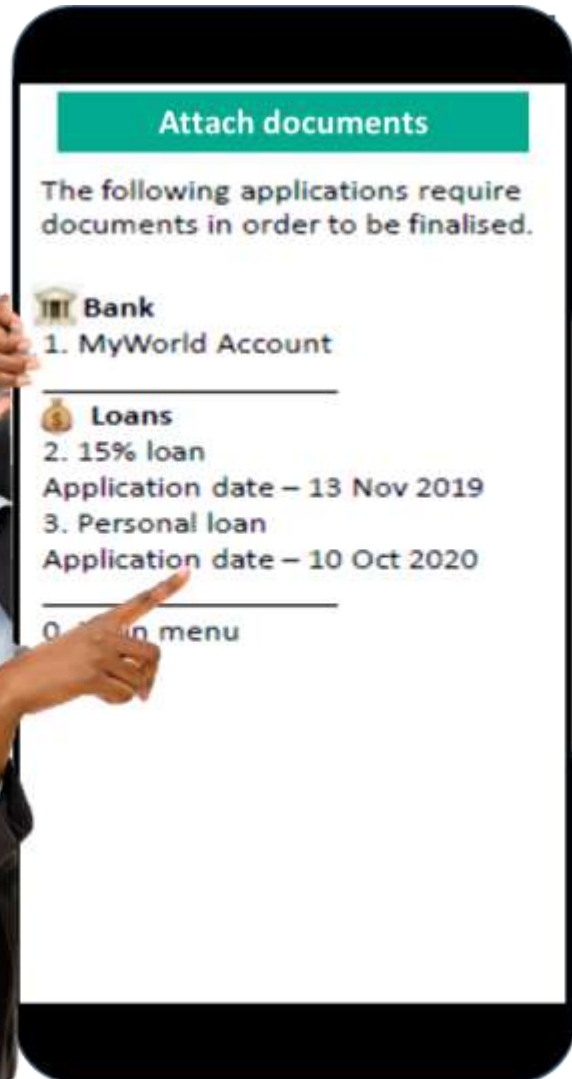 Attach documents
The following applications require
documents in order to be finalised.
Bank
1. MyWorld Account
Loans
2. 15% loan
Application date – 13 Nov 2019
3. Personal loan
Application date – 10 Oct 2020
0. menu